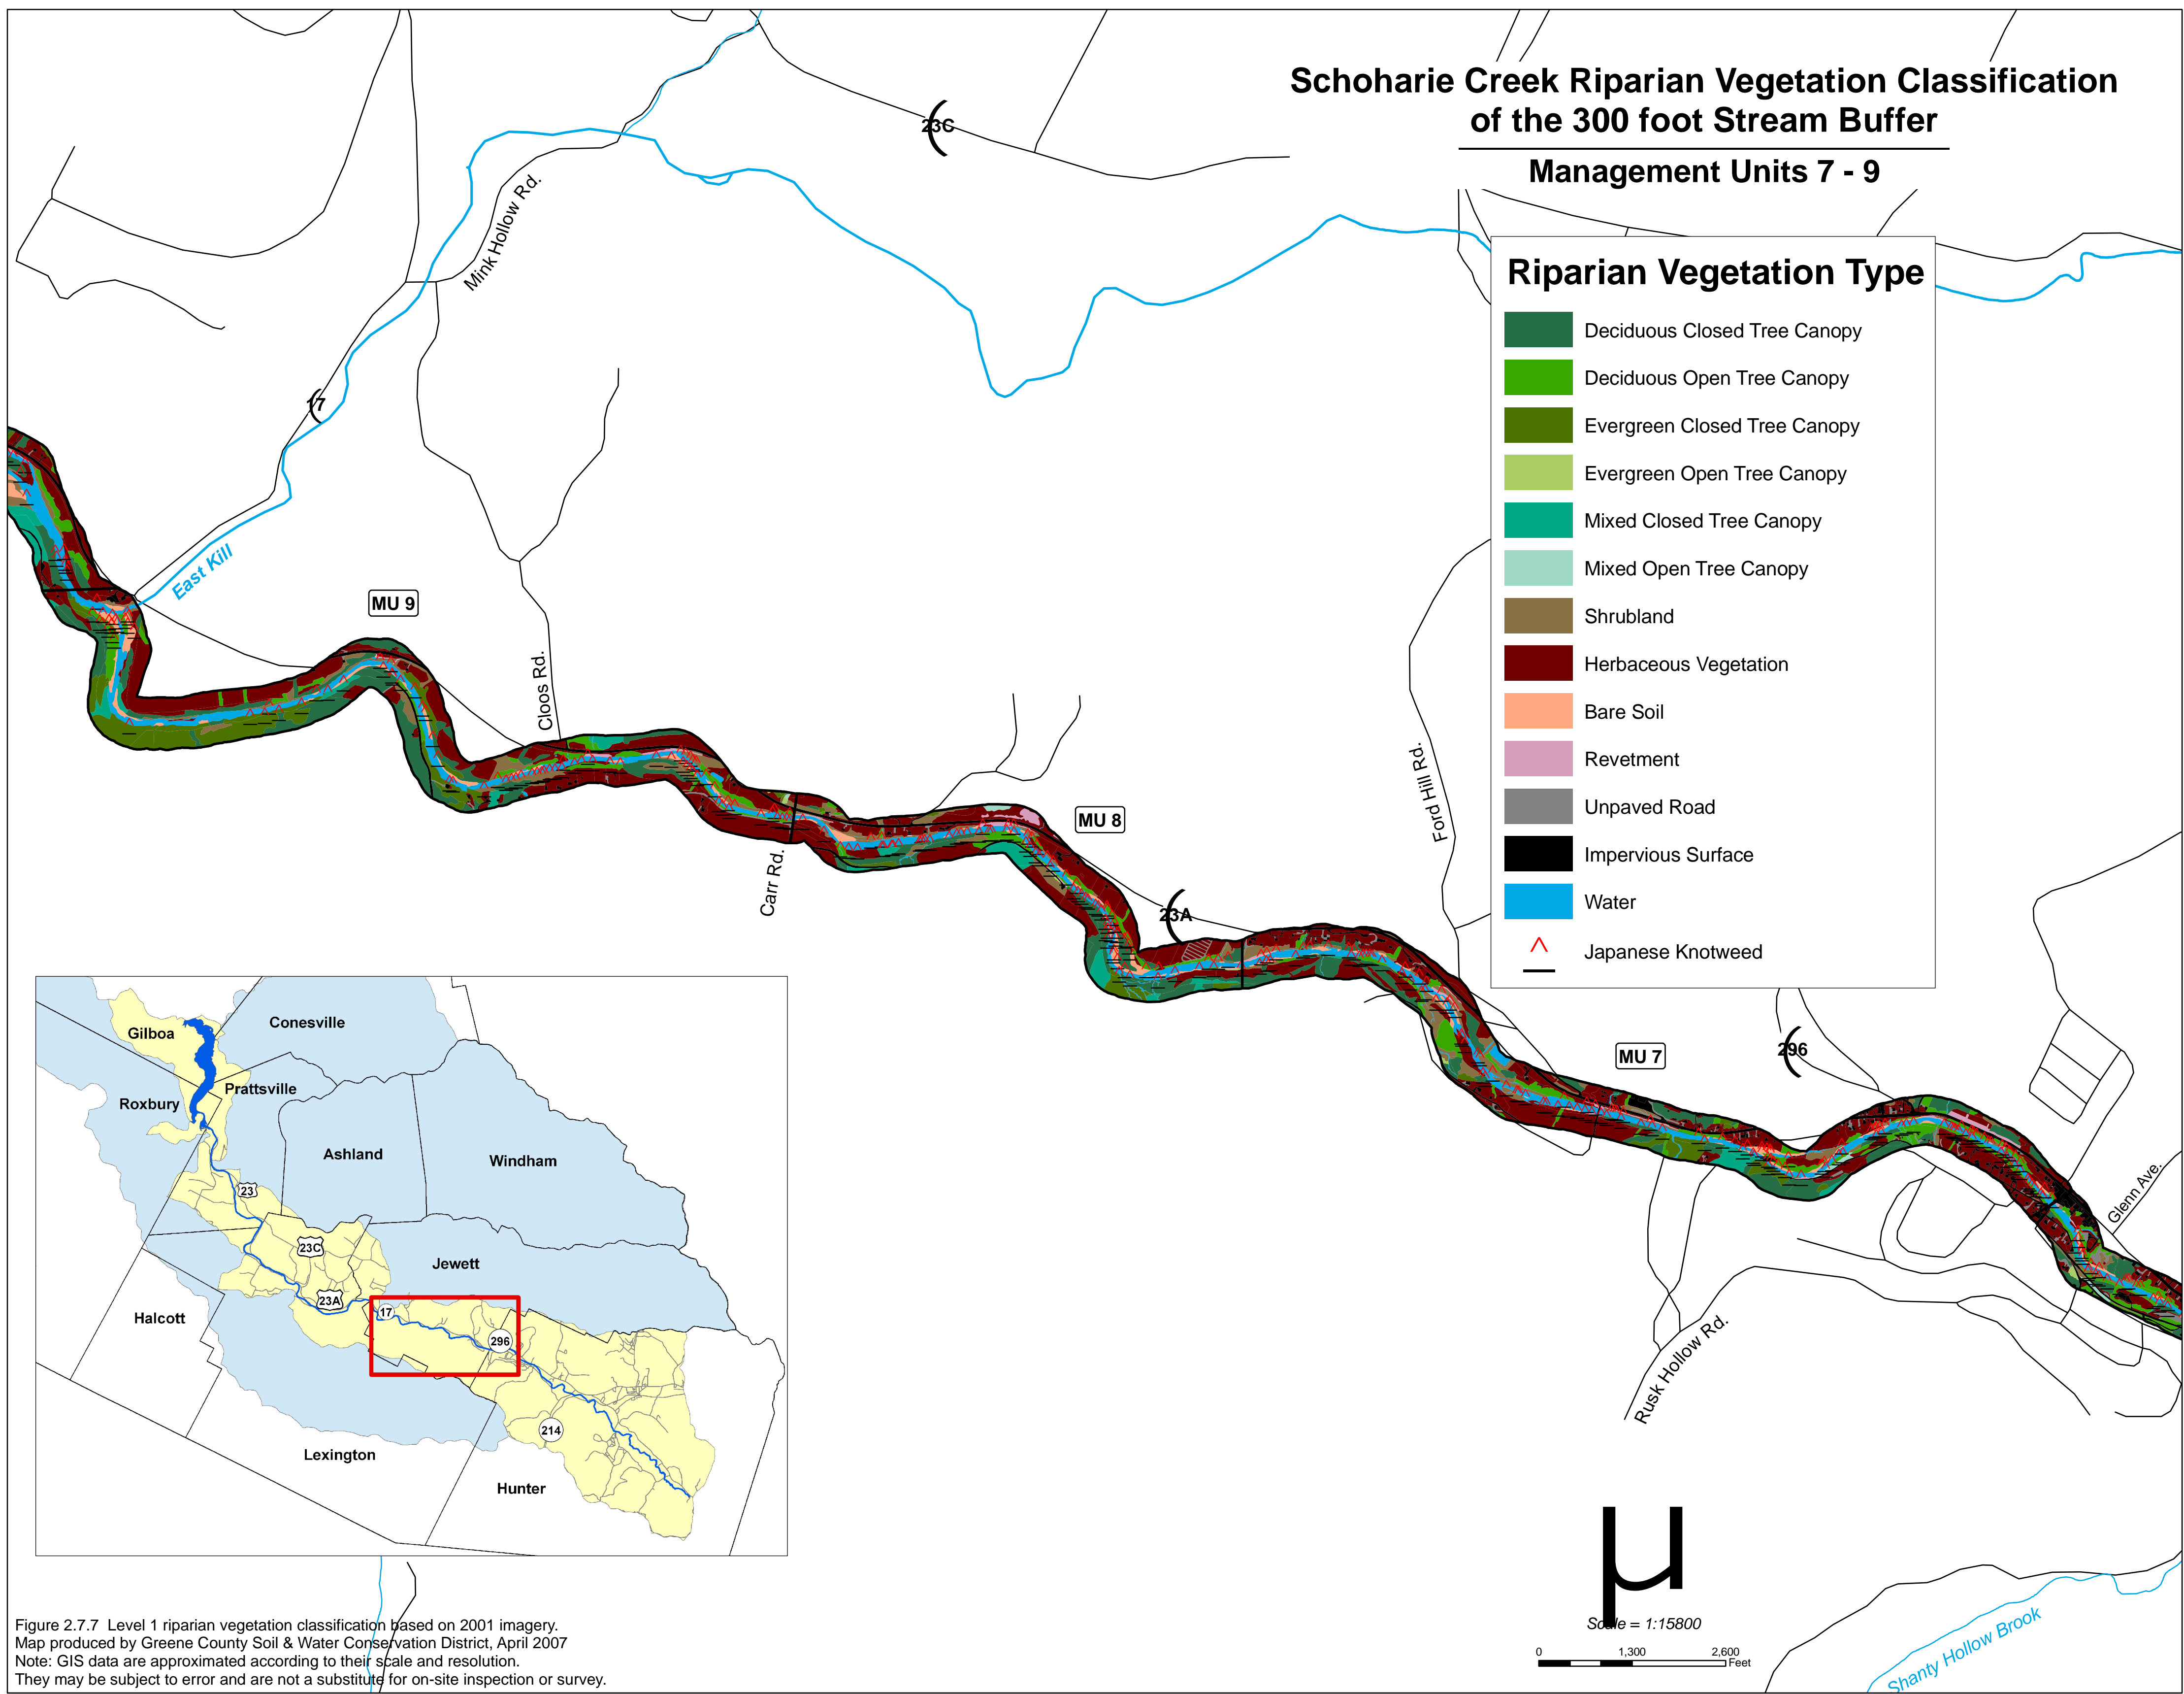 Schoharie Creek Riparian Vegetation Classification
of the 300 foot Stream Buffer
Management Units 7 - 9
23C
Mink Hollow Rd.
17
East Kill
MU 9
Cloos Rd.
Carr Rd.
MU 8
23A
Ford Hill Rd.
MU 7
296
Glenn Ave.
Rusk Hollow Rd.
Shanty Hollow Brook
Riparian Vegetation Type
Deciduous Closed Tree Canopy
Deciduous Open Tree Canopy
Evergreen Closed Tree Canopy
Evergreen Open Tree Canopy
Mixed Closed Tree Canopy
Mixed Open Tree Canopy
Shrubland
Herbaceous Vegetation
Bare Soil
Revetment
Unpaved Road
Impervious Surface
Water
Japanese Knotweed
Gilboa
Conesville
Prattsville
Roxbury
Ashland
Windham
23
23C
Jewett
23A
17
Halcott
296
214
Lexington
Hunter
µ
Scale = 1:15800
0 1,300 2,600
Feet
Figure 2.7.7 Level 1 riparian vegetation classification based on 2001 imagery.
Map produced by Greene County Soil & Water Conservation District, April 2007
Note: GIS data are approximated according to their scale and resolution.
They may be subject to error and are not a substitute for on-site inspection or survey.